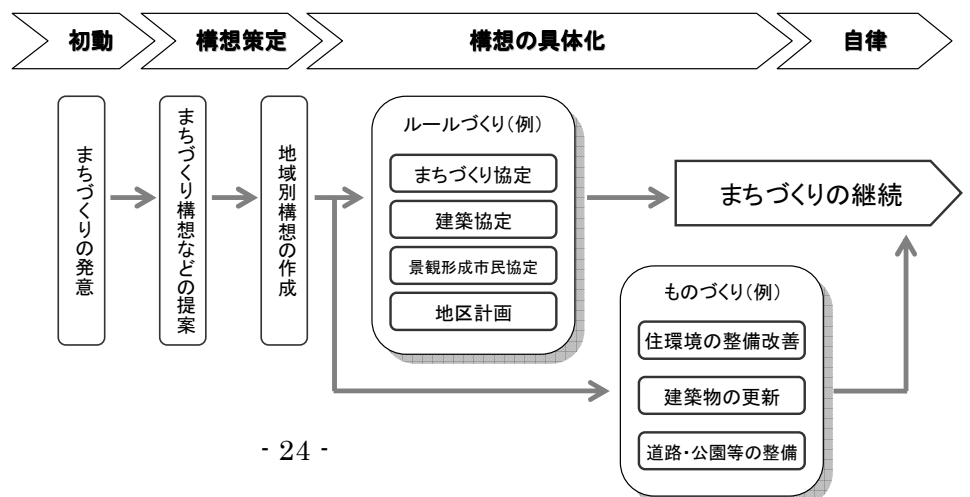 初動
構想策定
構想の具体化
自律
まちづくりの発意
まちづくり構想などの提案
地域別構想の作成
ルールづくり(例)
まちづくり協定
建築協定
景観形成市民協定
地区計画
まちづくりの継続
ものづくり(例)
住環境の整備改善
建築物の更新
道路・公園等の整備
- 24 -